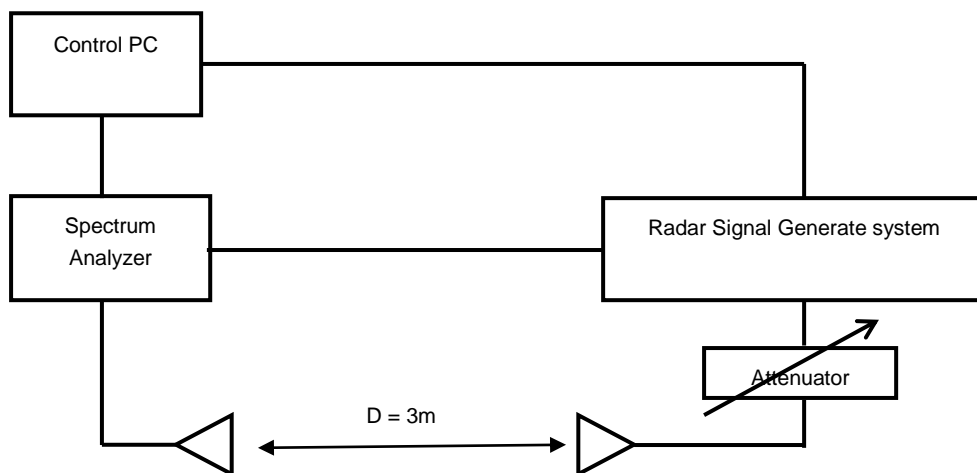 Control PC
Spectrum
Analyzer
Radar Signal Generate system
Attenuator
D = 3m